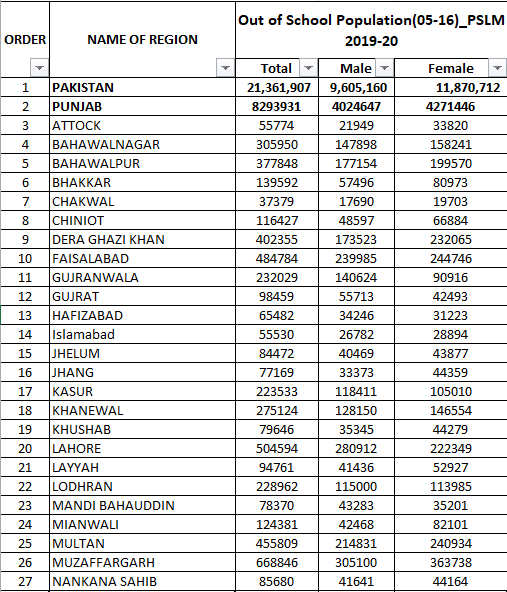 ORDER NAME OF REGION Out of School Population(05-16)_PSLM 2019-20
Total Male Female
1 PAKISTAN 21,361,907 9,605,160 11,870,712
2 PUNJAB 8293931 4024647 4271446
3 ATTOCK 55774 21949 33820
4 BAHAWALNAGAR 305950 147898 158241
5 BAHAWALPUR 377848 177154 199570
6 BHAKKAR 139592 57496 80973
7 CHAKWAL 37379 17690 19703
8 CHINIOT 116427 48597 66884
9 DERA GHAZI KHAN 402355 173523 232065
10 FAISALABAD 484784 239985 244746
11 GUJRANWALA 232029 140624 90916
12 GUJRAT 98459 55713 42493
13 HAFIZABAD 65482 34246 31223
14 Islamabad 55530 26782 28894
15 JHELUM 84472 40469 43877
16 JHANG 77169 33373 44359
17 KASUR 223533 118411 105010
18 KHANEWAL 275124 128150 146554
19 KHUSHAB 79646 35345 44279
20 LAHORE 504594 280912 222349
21 LAYYAH 94761 41436 52927
22 LODHRAN 228962 115000 113985
23 MANDI BAHAUDDIN 78370 43283 35201
24 MIANWALI 124381 42468 82101
25 MULTAN 455809 214831 240934
26 MUZAFFARGARH 668846 305100 363738
27 NANKANA SAHIB 85680 41641 44164